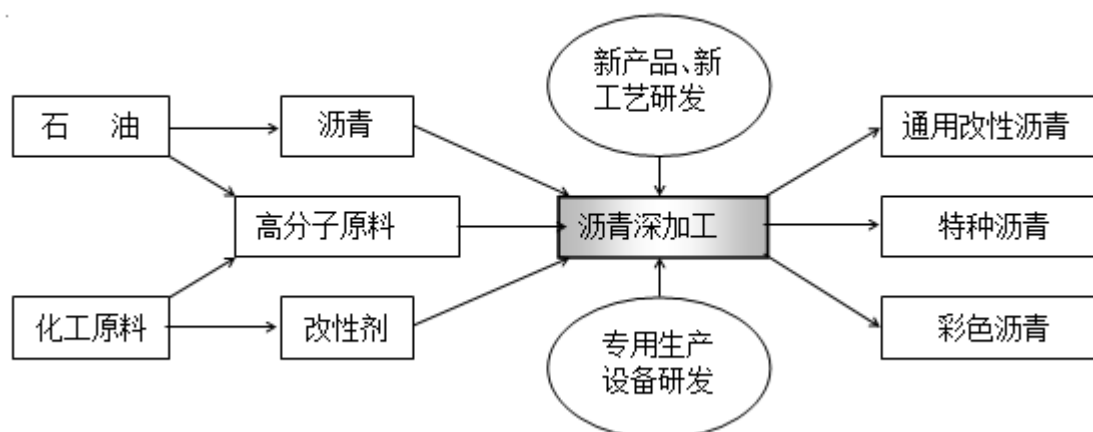 新产品、新
工艺研发
石 油
沥青
通用改性沥青
高分子原料
沥青深加工
特种沥青
化工原料
改性剂
彩色沥青
专用生产
设备研发